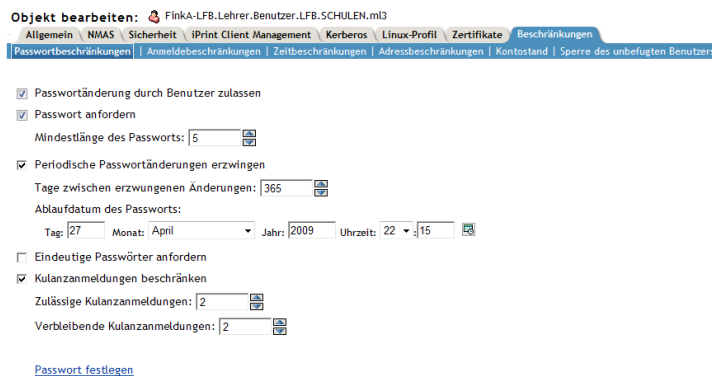 Objekt bearbeiten: FinkA-LFB.Lehrer.Benutzer.LFB.SCHULEN.ml3
Allgemein NMAS Sicherheit iPrint Client Management Kerberos Linux-Profil Zertifikate Beschränkungen
Passwortbeschränkungen | Anmeldebeschränkungen | Zeitbeschränkungen | Adressbeschränkungen | Kontostand | Sperre des unbefugten Benutzers
Passwortänderung durch Benutzer zulassen
Passwort anfordern
Mindestlänge des Passworts: 5
Periodische Passwortänderungen erzwingen
Tage zwischen erzwungenen Änderungen: 365
Ablaufdatum des Passworts:
Tag: 27 Monat: April Jahr: 2009 Uhrzeit: 22 : 15
Eindeutige Passwörter anfordern
Kulanzanmeldungen beschränken
Zulässige Kulanzanmeldungen: 2
Verbleibende Kulanzanmeldungen: 2
Passwort festlegen